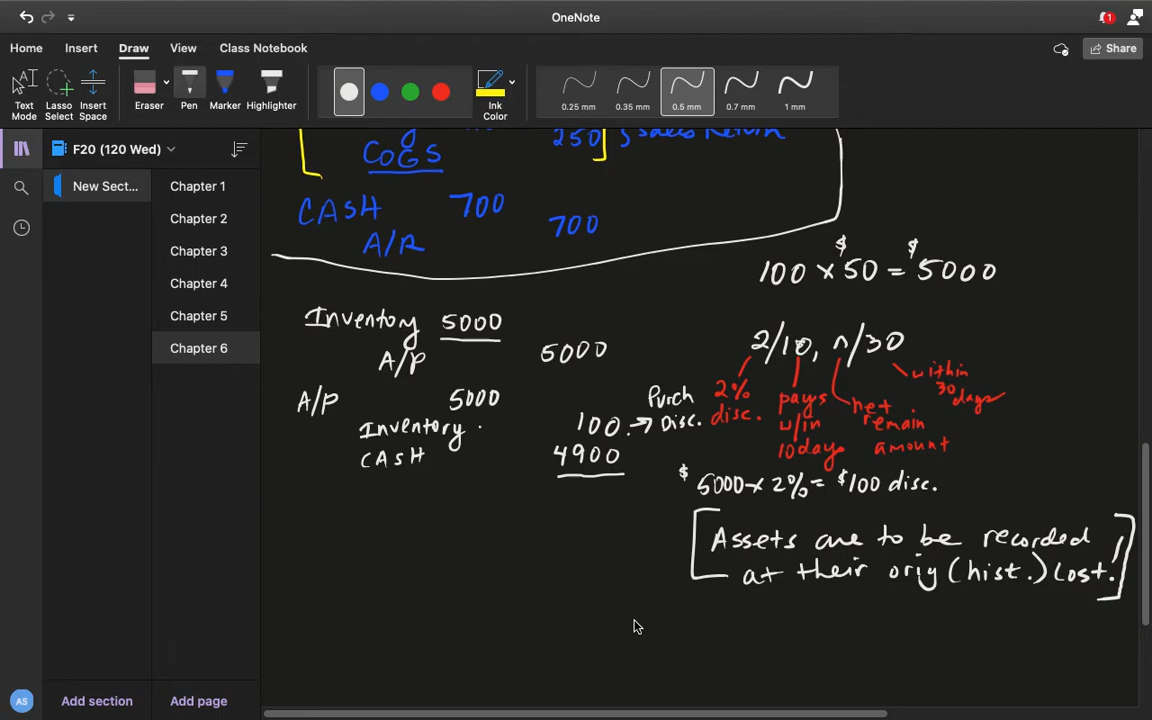 OneNote
1
Home Insert Draw View Class Notebook
Share
Text Mode
Lasso Select
Insert Space
Eraser
Pen
Marker
Highlighter
Ink Color
0.25 mm
0.35 mm
0.5 mm
0.7 mm
1 mm
F20 (120 Wed)
New Sect...
Chapter 1
Chapter 2
Chapter 3
Chapter 4
Chapter 5
Chapter 6
AS
Add section
Add page
250 Sales Return
COGS
CASH 700
A/R 700
100 × $50 = $5000
Inventory 5000
A/P 5000
A/P 5000
Inventory 100 → Purch Disc.
CASH 4900
2/10, n/30
2% disc.
pays w/in 10 days
net remain amount
within 30 days
$5000 × 2% = $100 disc.
[Assets are to be recorded
at their orig (hist.) Cost.]